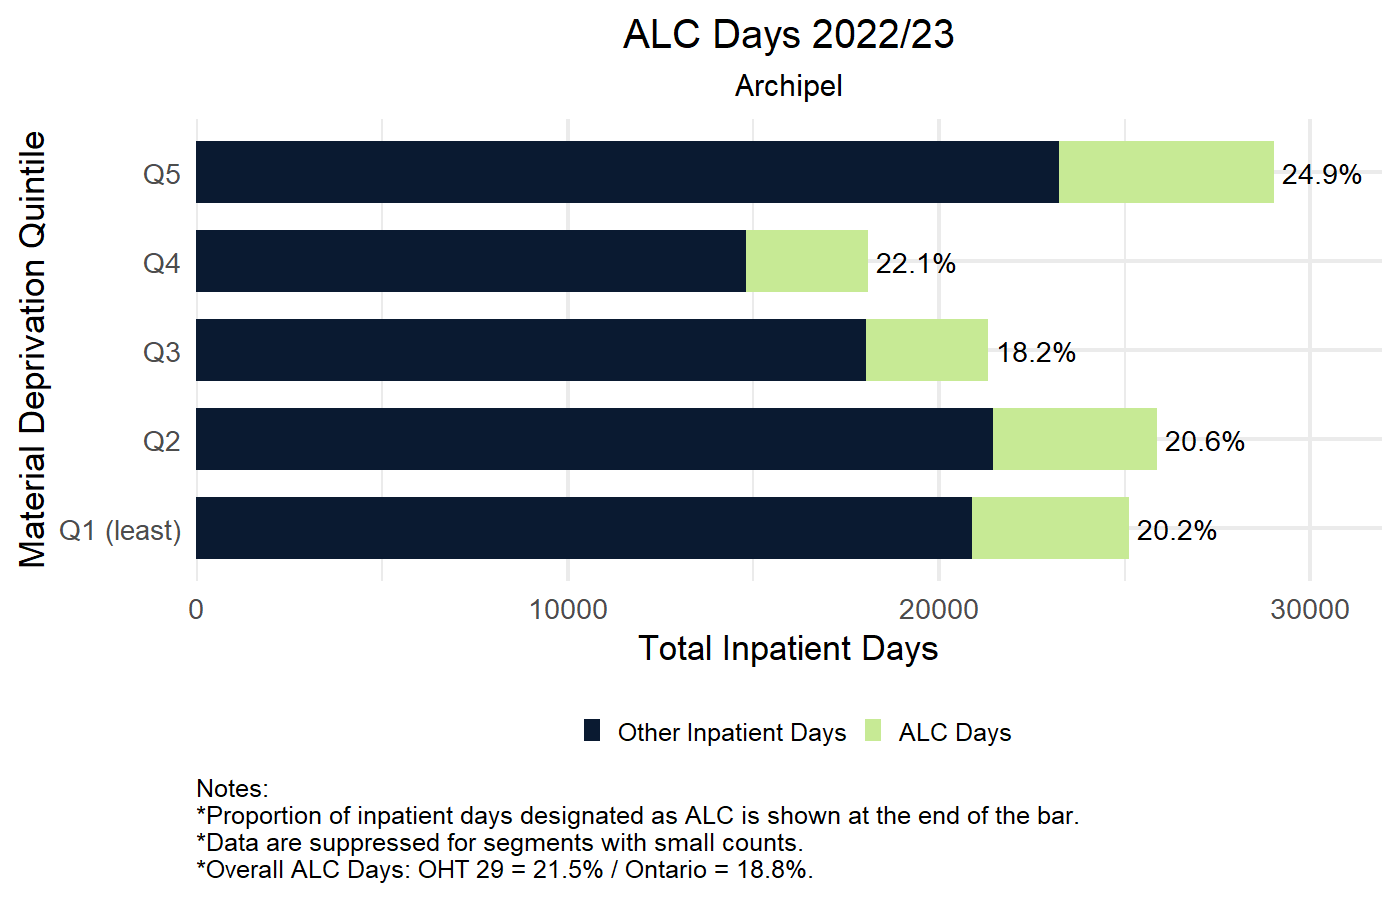 ALC Days 2022/23
Archipel
Material Deprivation Quintile
Q5
24.9%
Q4
22.1%
Q3
18.2%
Q2
20.6%
Q1 (least)
20.2%
0 10000 20000 30000
Total Inpatient Days
Other Inpatient Days ALC Days
Notes:
*Proportion of inpatient days designated as ALC is shown at the end of the bar.
*Data are suppressed for segments with small counts.
*Overall ALC Days: OHT 29 = 21.5% / Ontario = 18.8%.